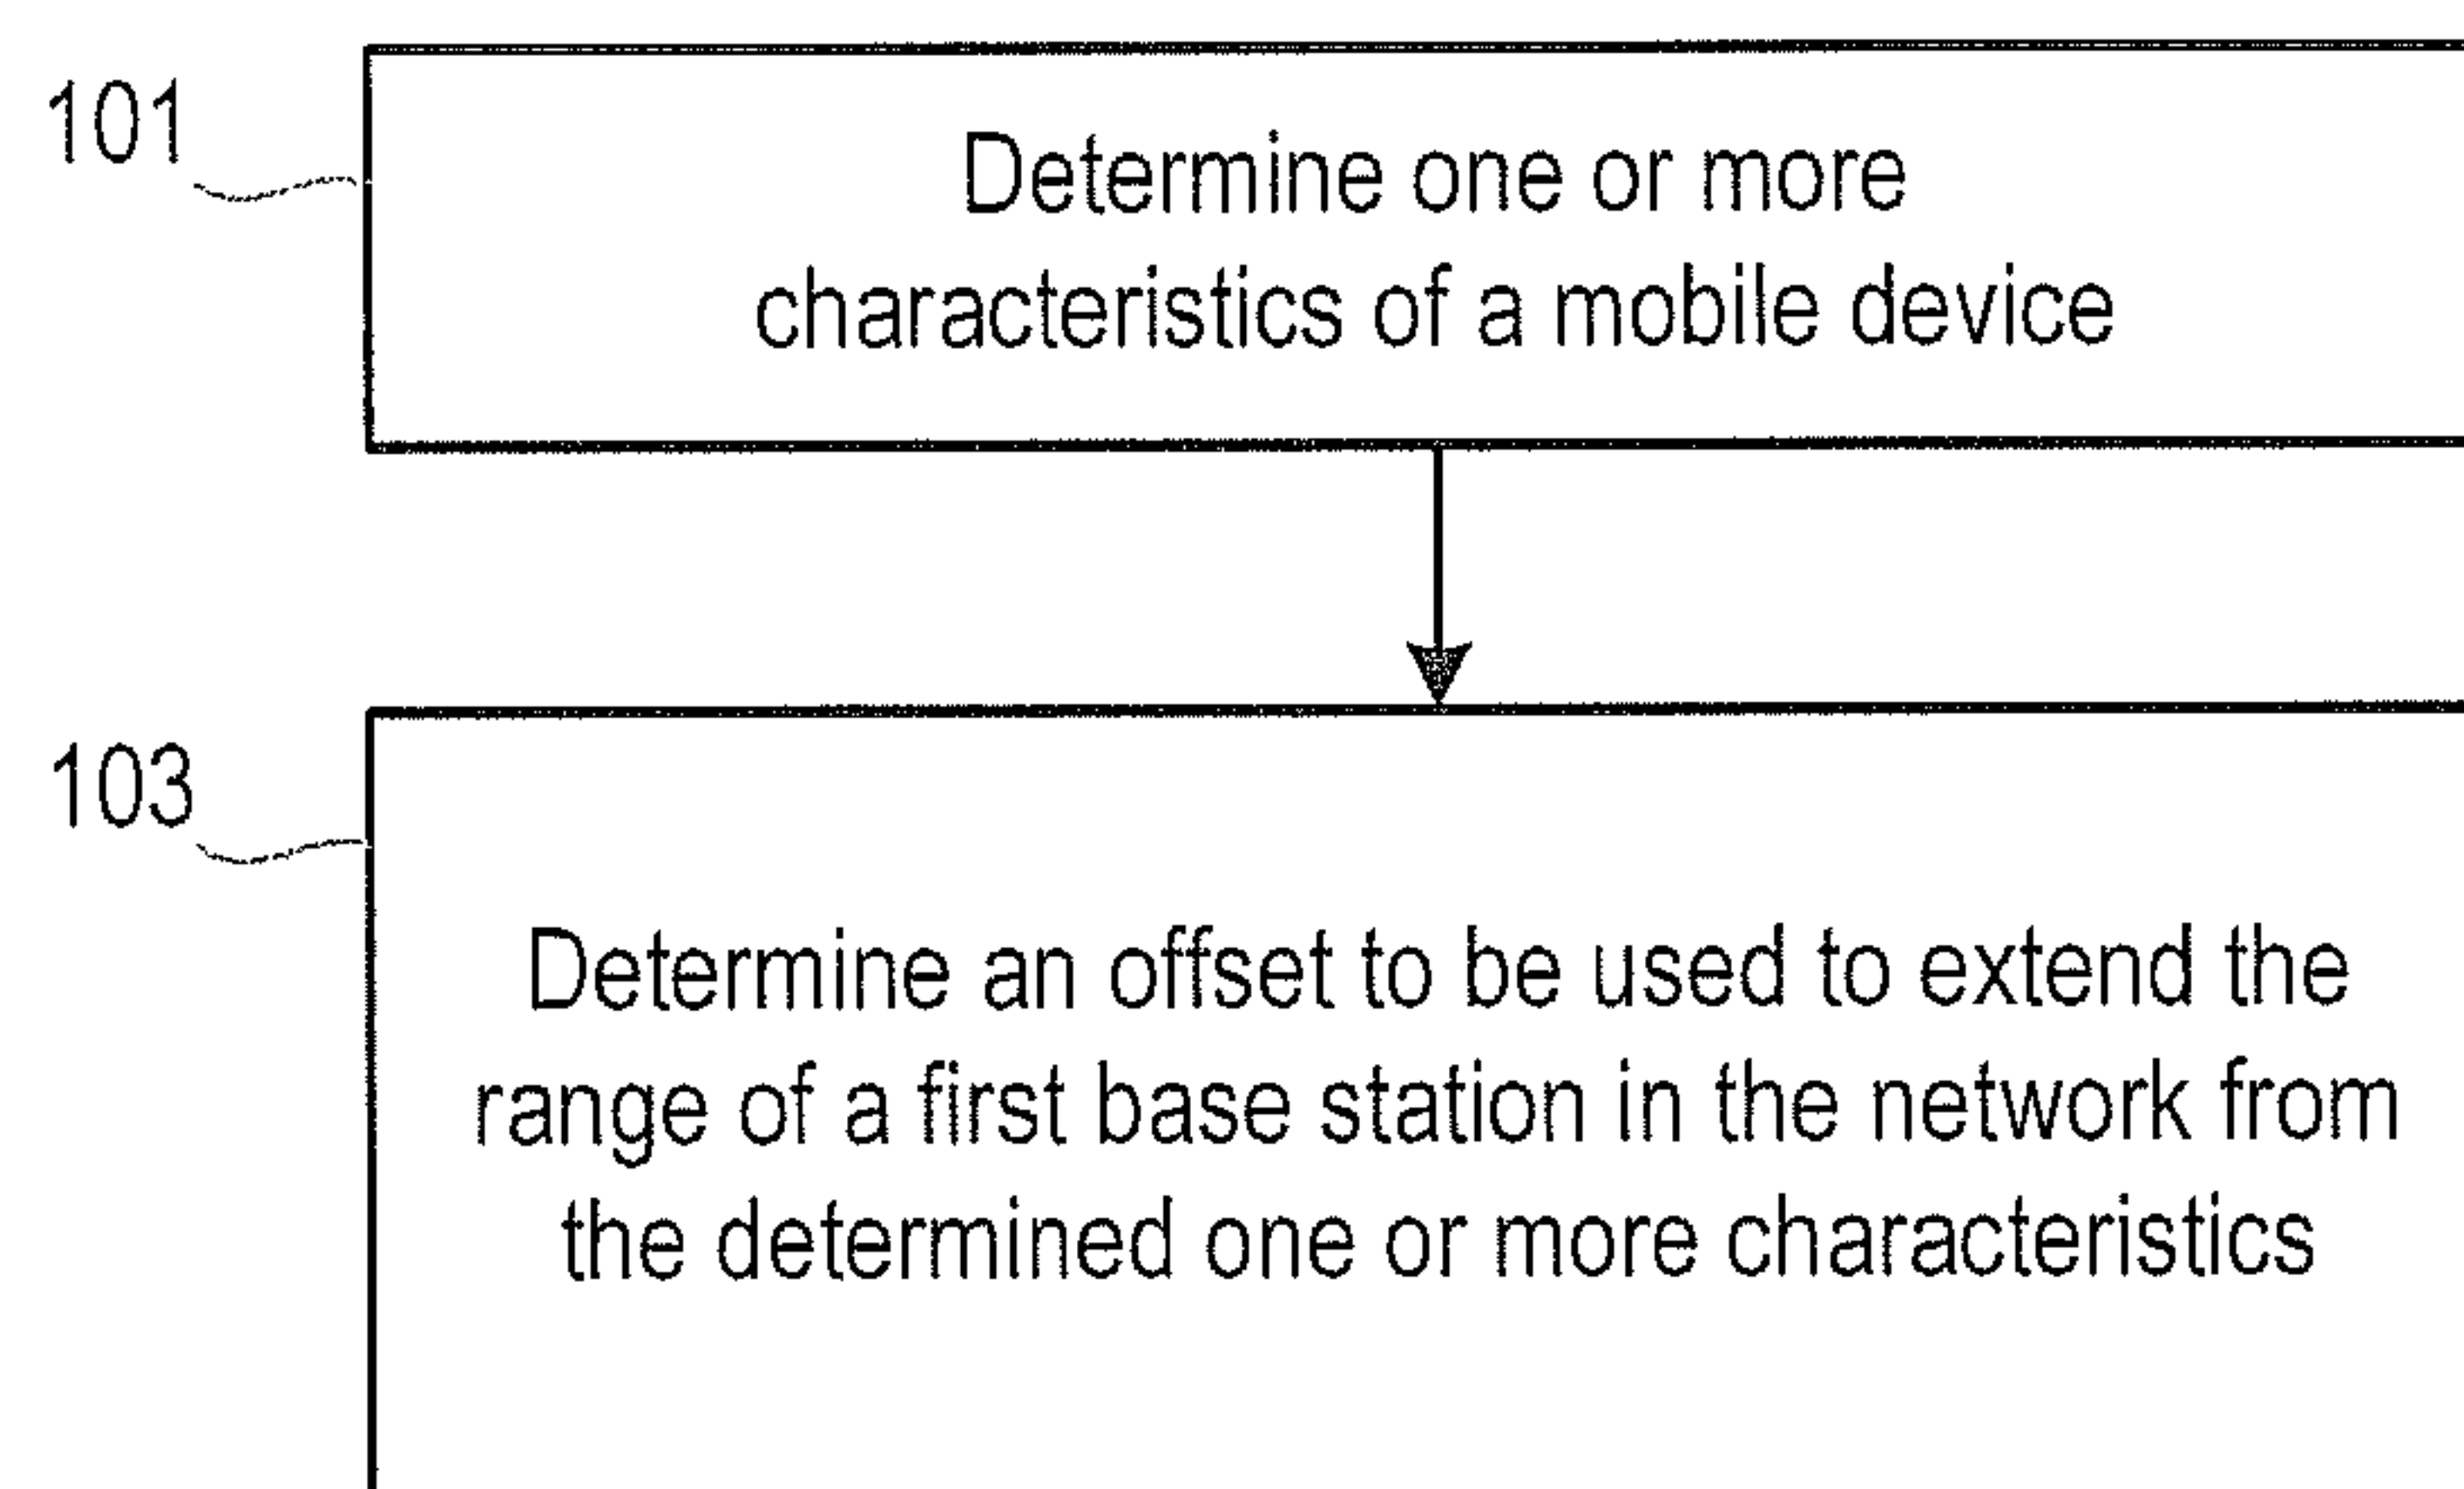 101
Determine one or more
characteristics of a mobile device
103
Determine an offset to be used to extend the
range of a first base station in the network from
the determined one or more characteristics